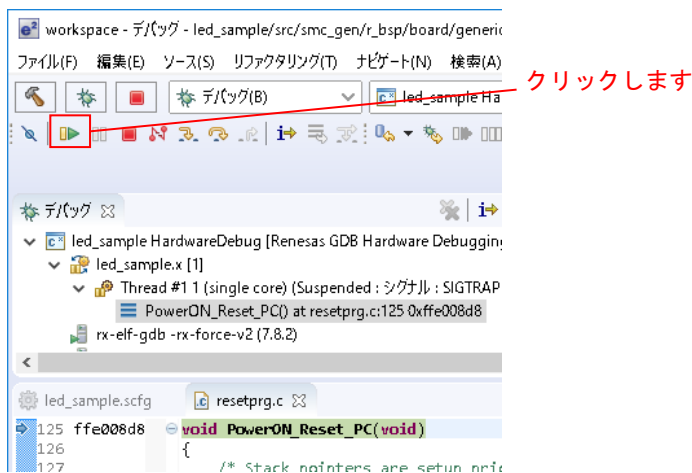 workspace - デバッグ - led_sample/src/smc_gen/r_bsp/board/generic
ファイル(F) 編集(E) ソース(S) リファクタリング(T) ナビゲート(N) 検索(A)
デバッグ(B) led_sample Ha
クリックします
デバッグ
led_sample HardwareDebug [Renesas GDB Hardware Debugging
led_sample.x [1]
Thread #1 1 (single core) (Suspended : シグナル : SIGTRAP
PowerON_Reset_PC() at resetprg.c:125 0xffe008d8
rx-elf-gdb -rx-force-v2 (7.8.2)
led_sample.scfg resetprg.c
125 ffe008d8 void PowerON_Reset_PC(void)
126 {
127 /* Stack pointers are setup pric